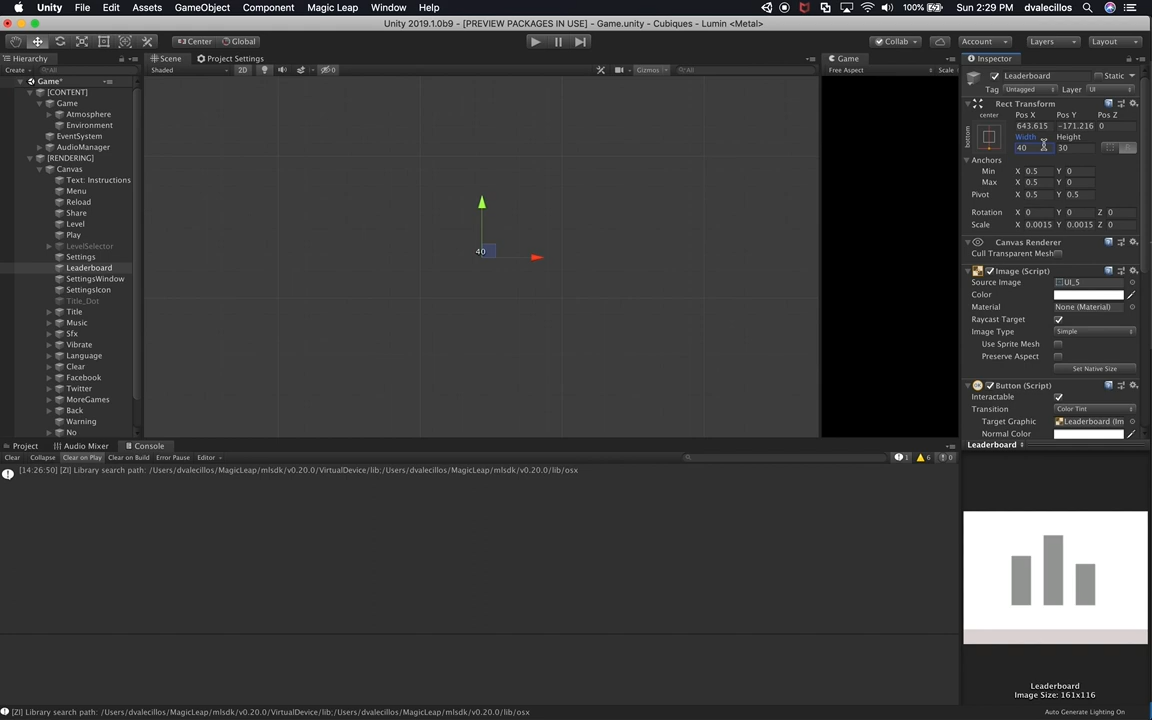 Unity File Edit Assets GameObject Component Magic Leap Window Help 100% Sun 2:29 PM dvalecillos
Unity 2019.1.0b9 - [PREVIEW PACKAGES IN USE] - Game.unity - Cubiques - Lumin <Metal>
Center Global Collab Account Layers Layout
Hierarchy Scene Project Settings Game Inspector
Create All Shaded 2D 0 Gizmos All Free Aspect Scale
Leaderboard Static
Tag Untagged Layer UI
Game*
[CONTENT]
Game
Atmosphere
Environment
EventSystem
AudioManager
[RENDERING]
Canvas
Text: Instructions
Menu
Reload
Share
Level
Play
LevelSelector
Settings
Leaderboard
SettingsWindow
SettingsIcon
Title_Dot
Title
Music
Sfx
Vibrate
Language
Clear
Facebook
Twitter
MoreGames
Back
Warning
No
40
Rect Transform
center
bottom
Pos X Pos Y Pos Z
643.615 -171.216 0
Width Height
40 30
R
Anchors
Min X 0.5 Y 0
Max X 0.5 Y 0
Pivot X 0.5 Y 0.5
Rotation X 0 Y 0 Z 0
Scale X 0.0015 Y 0.0015 Z 0
Canvas Renderer
Cull Transparent Mesh
Image (Script)
Source Image UI_5
Color
Material None (Material)
Raycast Target
Image Type Simple
Use Sprite Mesh
Preserve Aspect
Set Native Size
Button (Script)
Interactable
Transition Color Tint
Target Graphic Leaderboard (Im
Normal Color
Leaderboard
Project Audio Mixer Console
Clear Collapse Clear on Play Clear on Build Error Pause Editor 1 6 0
[14:26:50] [ZI] Library search path: /Users/dvalecillos/MagicLeap/mlsdk/v0.20.0/VirtualDevice/lib;/Users/dvalecillos/MagicLeap/mlsdk/v0.20.0/lib/osx
Leaderboard
Image Size: 161x116
[ZI] Library search path: /Users/dvalecillos/MagicLeap/mlsdk/v0.20.0/VirtualDevice/lib;/Users/dvalecillos/MagicLeap/mlsdk/v0.20.0/lib/osx
Auto Generate Lighting On